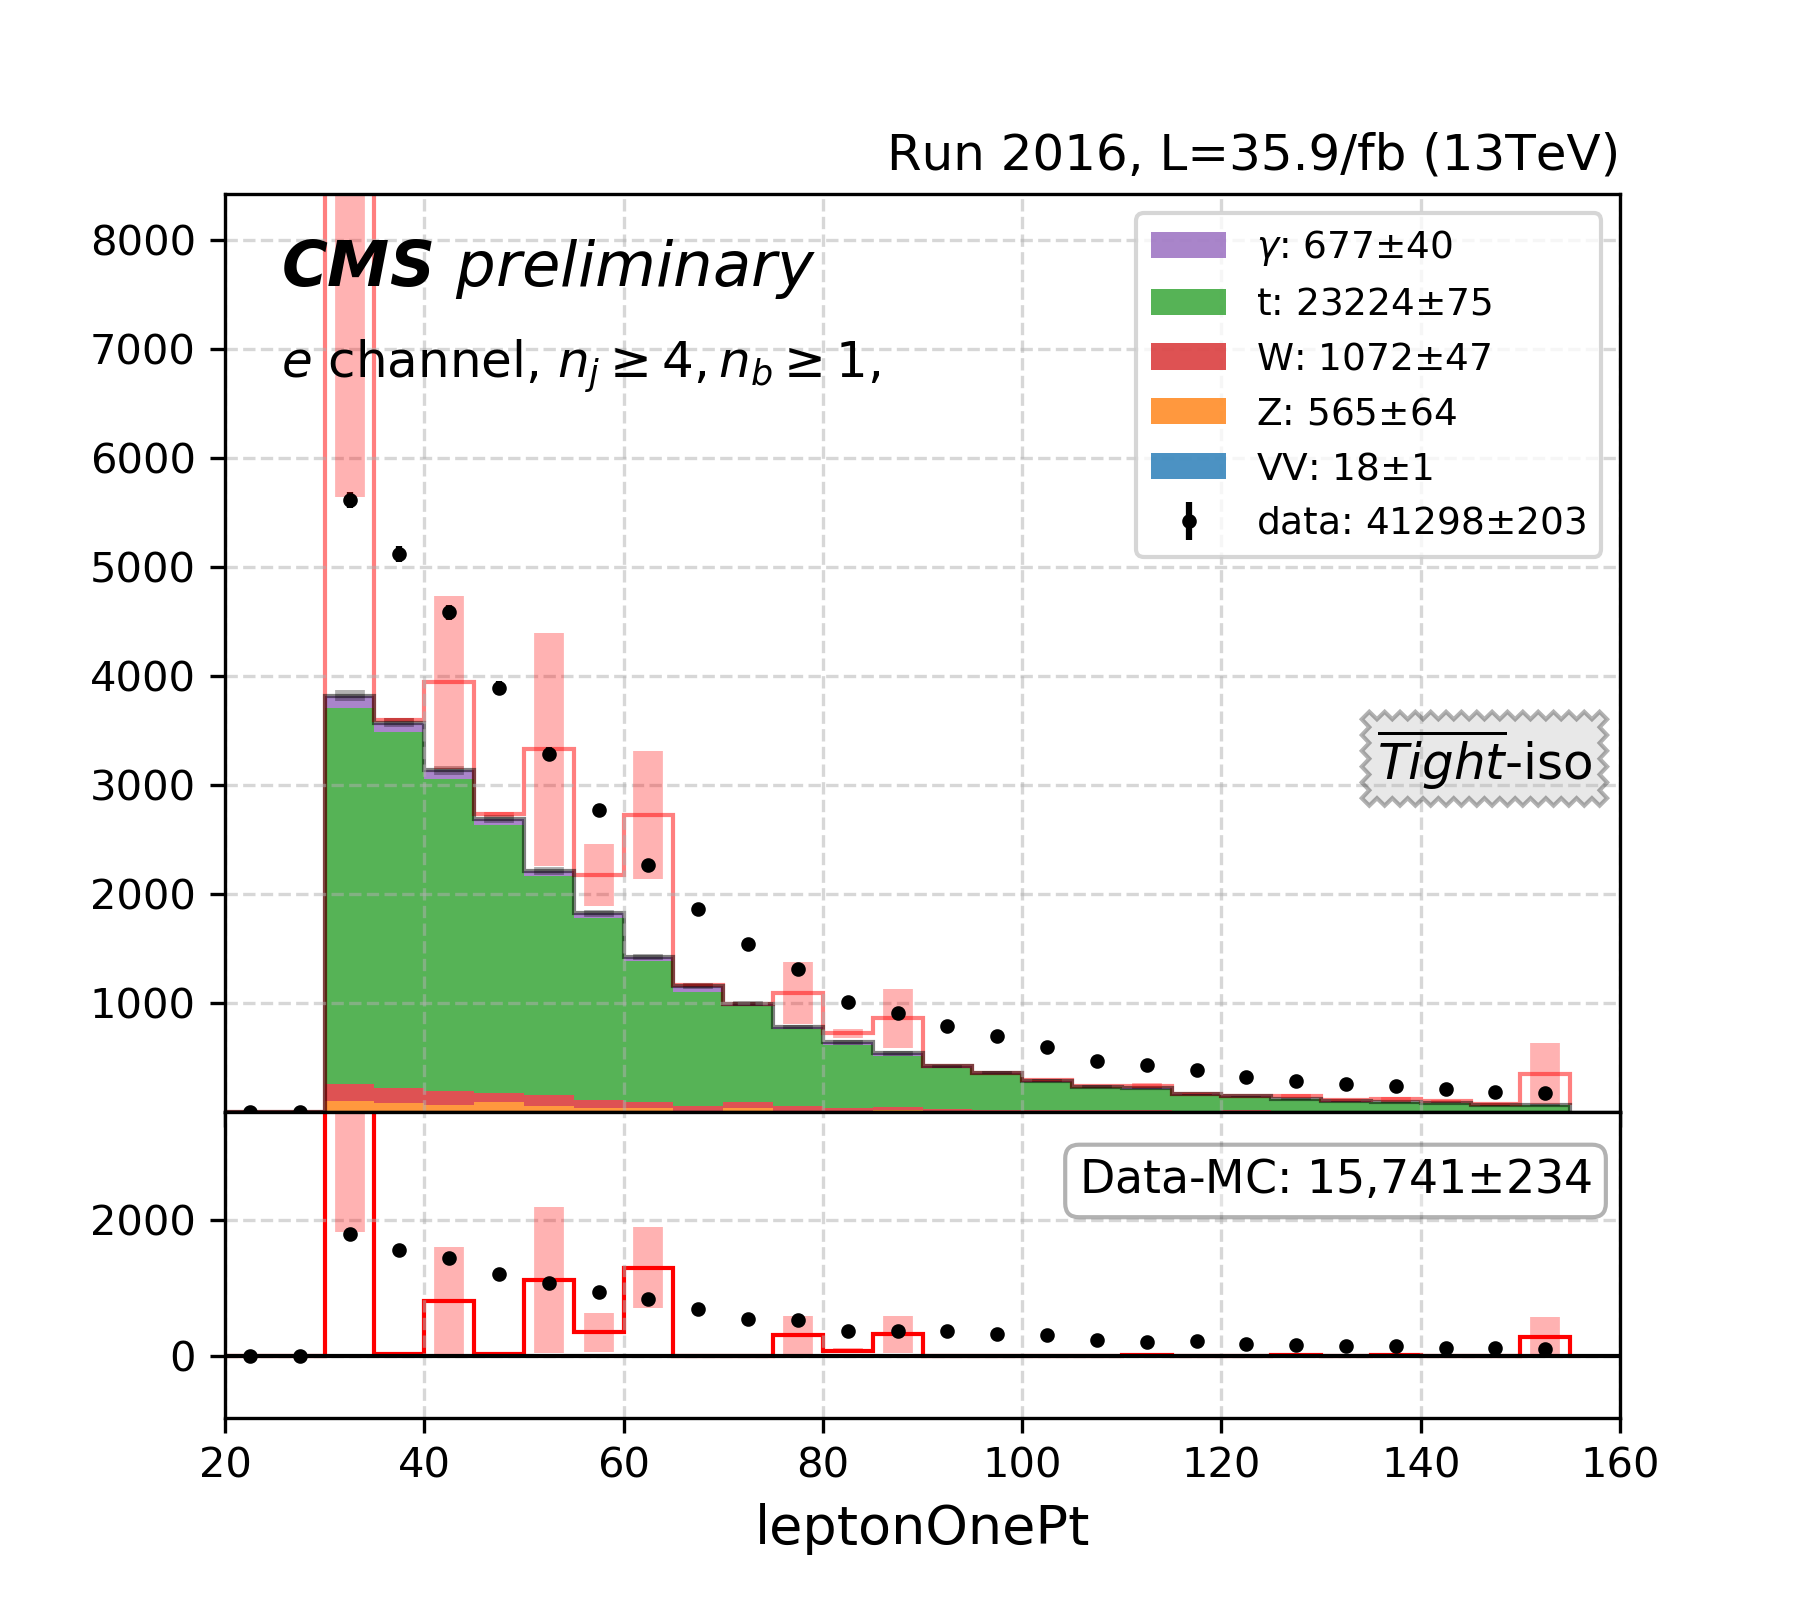 Run 2016, L=35.9/fb (13TeV)
CMS preliminary
e channel, n_j ≥ 4, n_b ≥ 1,
γ: 677±40
t: 23224±75
W: 1072±47
Z: 565±64
VV: 18±1
data: 41298±203
8000
7000
6000
5000
4000
3000
2000
1000
T̅i̅g̅h̅t̅-iso
Data-MC: 15,741±234
2000
0
20 40 60 80 100 120 140 160
leptonOnePt